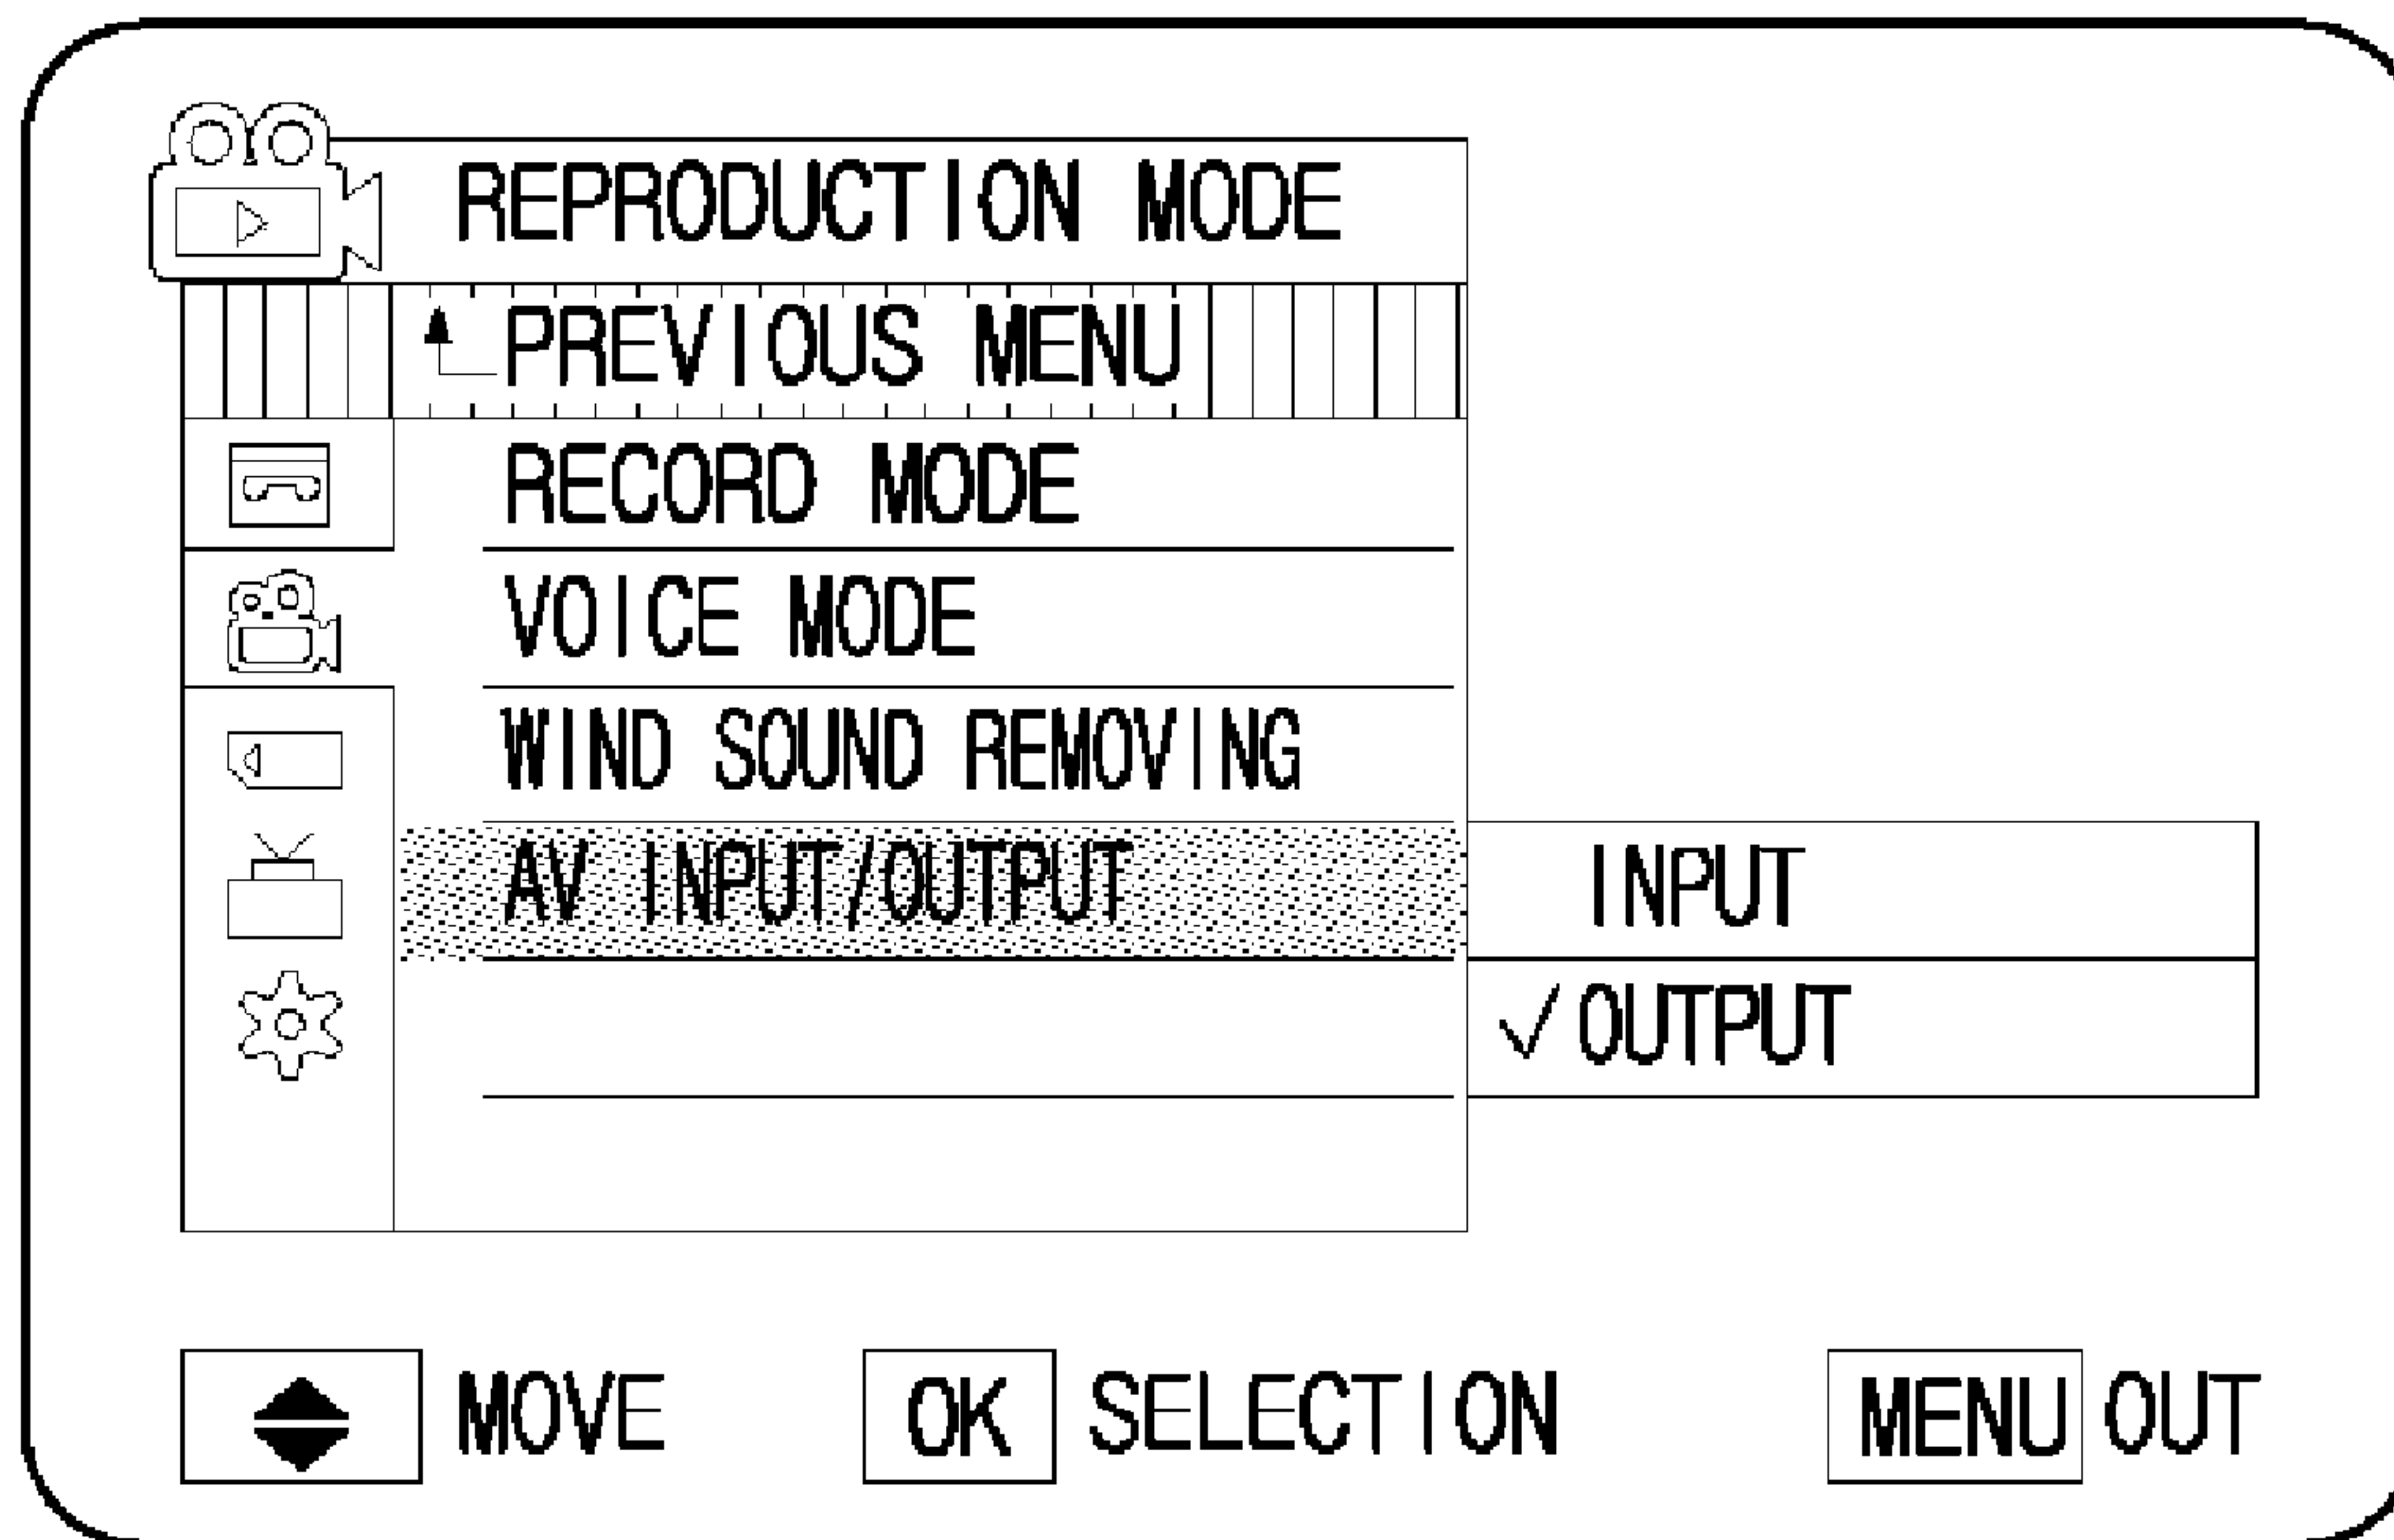 REPRODUCTION MODE
PREVIOUS MENU
RECORD MODE
VOICE MODE
WIND SOUND REMOVING
AV INPUT/OUTPUT
INPUT
✓OUTPUT
MOVE OK SELECTION MENU OUT